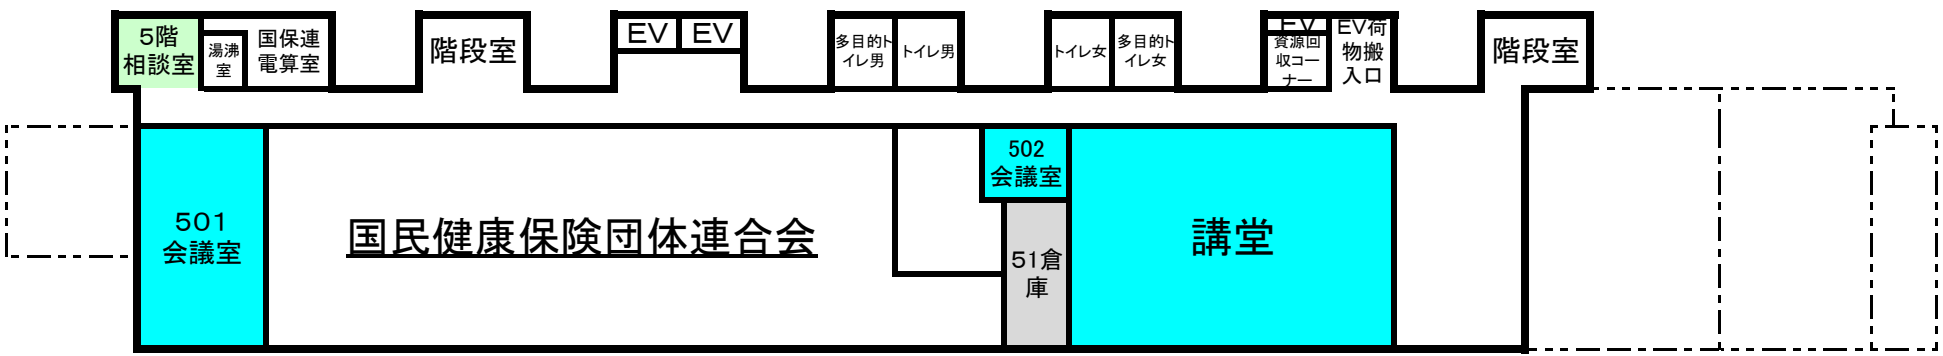 5階
相談室
湯沸
室
国保連
電算室
階段室
EV
EV
多目的ト
イレ男
トイレ男
トイレ女
多目的ト
イレ女
EV
資源回
収コー
ナー
EV荷
物搬
入口
階段室
501
会議室
国民健康保険団体連合会
502
会議室
51倉
庫
講堂